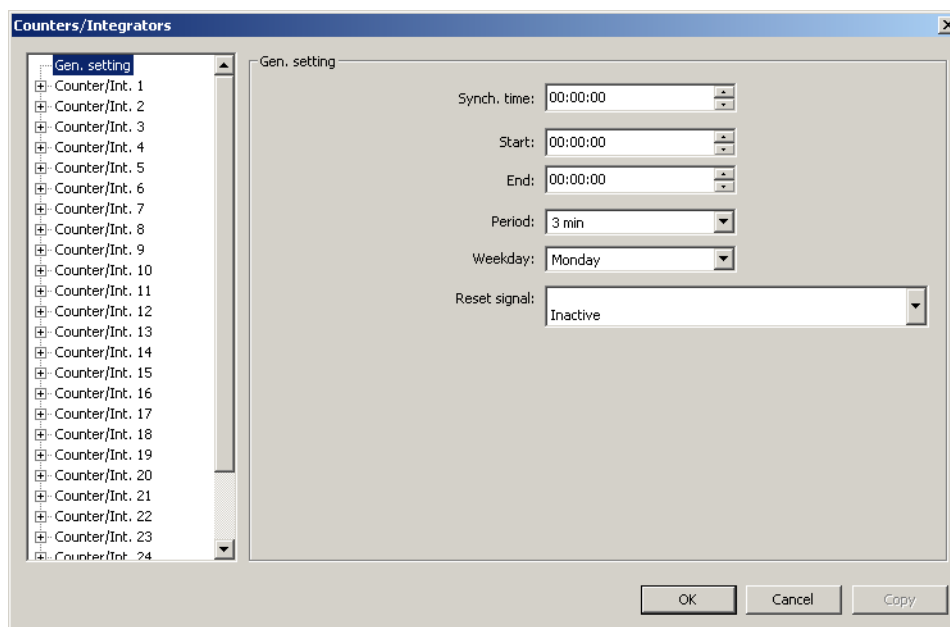 Counters/Integrators
Gen. setting
Counter/Int. 1
Counter/Int. 2
Counter/Int. 3
Counter/Int. 4
Counter/Int. 5
Counter/Int. 6
Counter/Int. 7
Counter/Int. 8
Counter/Int. 9
Counter/Int. 10
Counter/Int. 11
Counter/Int. 12
Counter/Int. 13
Counter/Int. 14
Counter/Int. 15
Counter/Int. 16
Counter/Int. 17
Counter/Int. 18
Counter/Int. 19
Counter/Int. 20
Counter/Int. 21
Counter/Int. 22
Counter/Int. 23
Counter/Int. 24
Gen. setting
Synch. time: 00:00:00
Start: 00:00:00
End: 00:00:00
Period: 3 min
Weekday: Monday
Reset signal:
Inactive
OK Cancel Copy